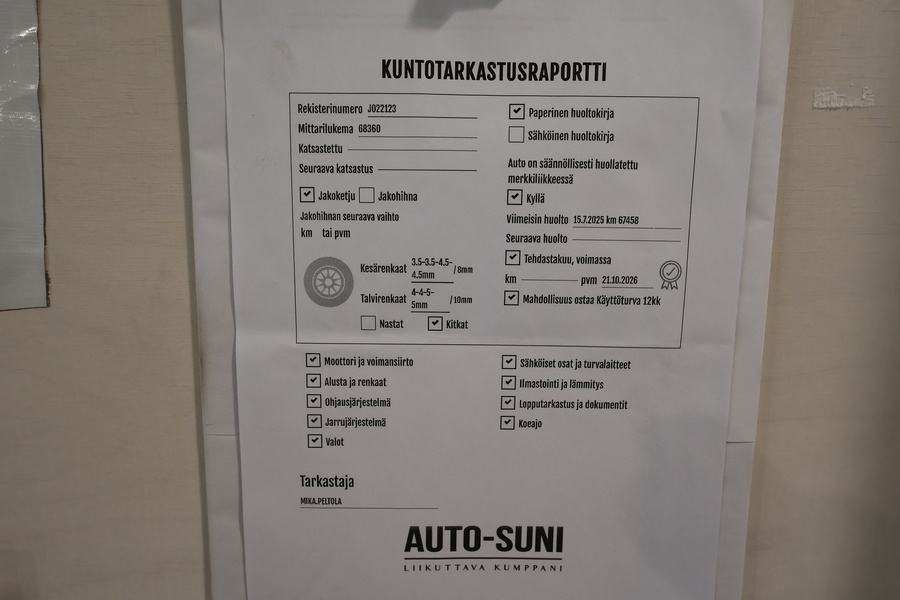 KUNTOTARKASTUSRAPORTTI
Rekisterinumero J022123
Mittarilukema 68360
Katsastettu
Seuraava katsastus
Jakoketju Jakohihna
Jakohihnan seuraava vaihto
km tai pvm
Kesärenkaat 3.5-3.5-4.5-4.5mm /8mm
Talvirenkaat 4-4-5-5mm /10mm
Nastat Kitkat
Paperinen huoltokirja
Sähköinen huoltokirja
Auto on säännöllisesti huollatettu
merkkiliikkeessä
Kyllä
Viimeisin huolto 15.7.2025 km 67458
Seuraava huolto
Tehdastakuu, voimassa
km pvm 21.10.2026
Mahdollisuus ostaa Käyttöturva 12kk
Moottori ja voimansiirto
Alusta ja renkaat
Ohjausjärjestelmä
Jarrujärjestelmä
Valot
Sähköiset osat ja turvalaitteet
Ilmastointi ja lämmitys
Lopputarkastus ja dokumentit
Koeajo
Tarkastaja
MIKA.PELTOLA
AUTO-SUNI
LIIKUTTAVA KUMPPANI